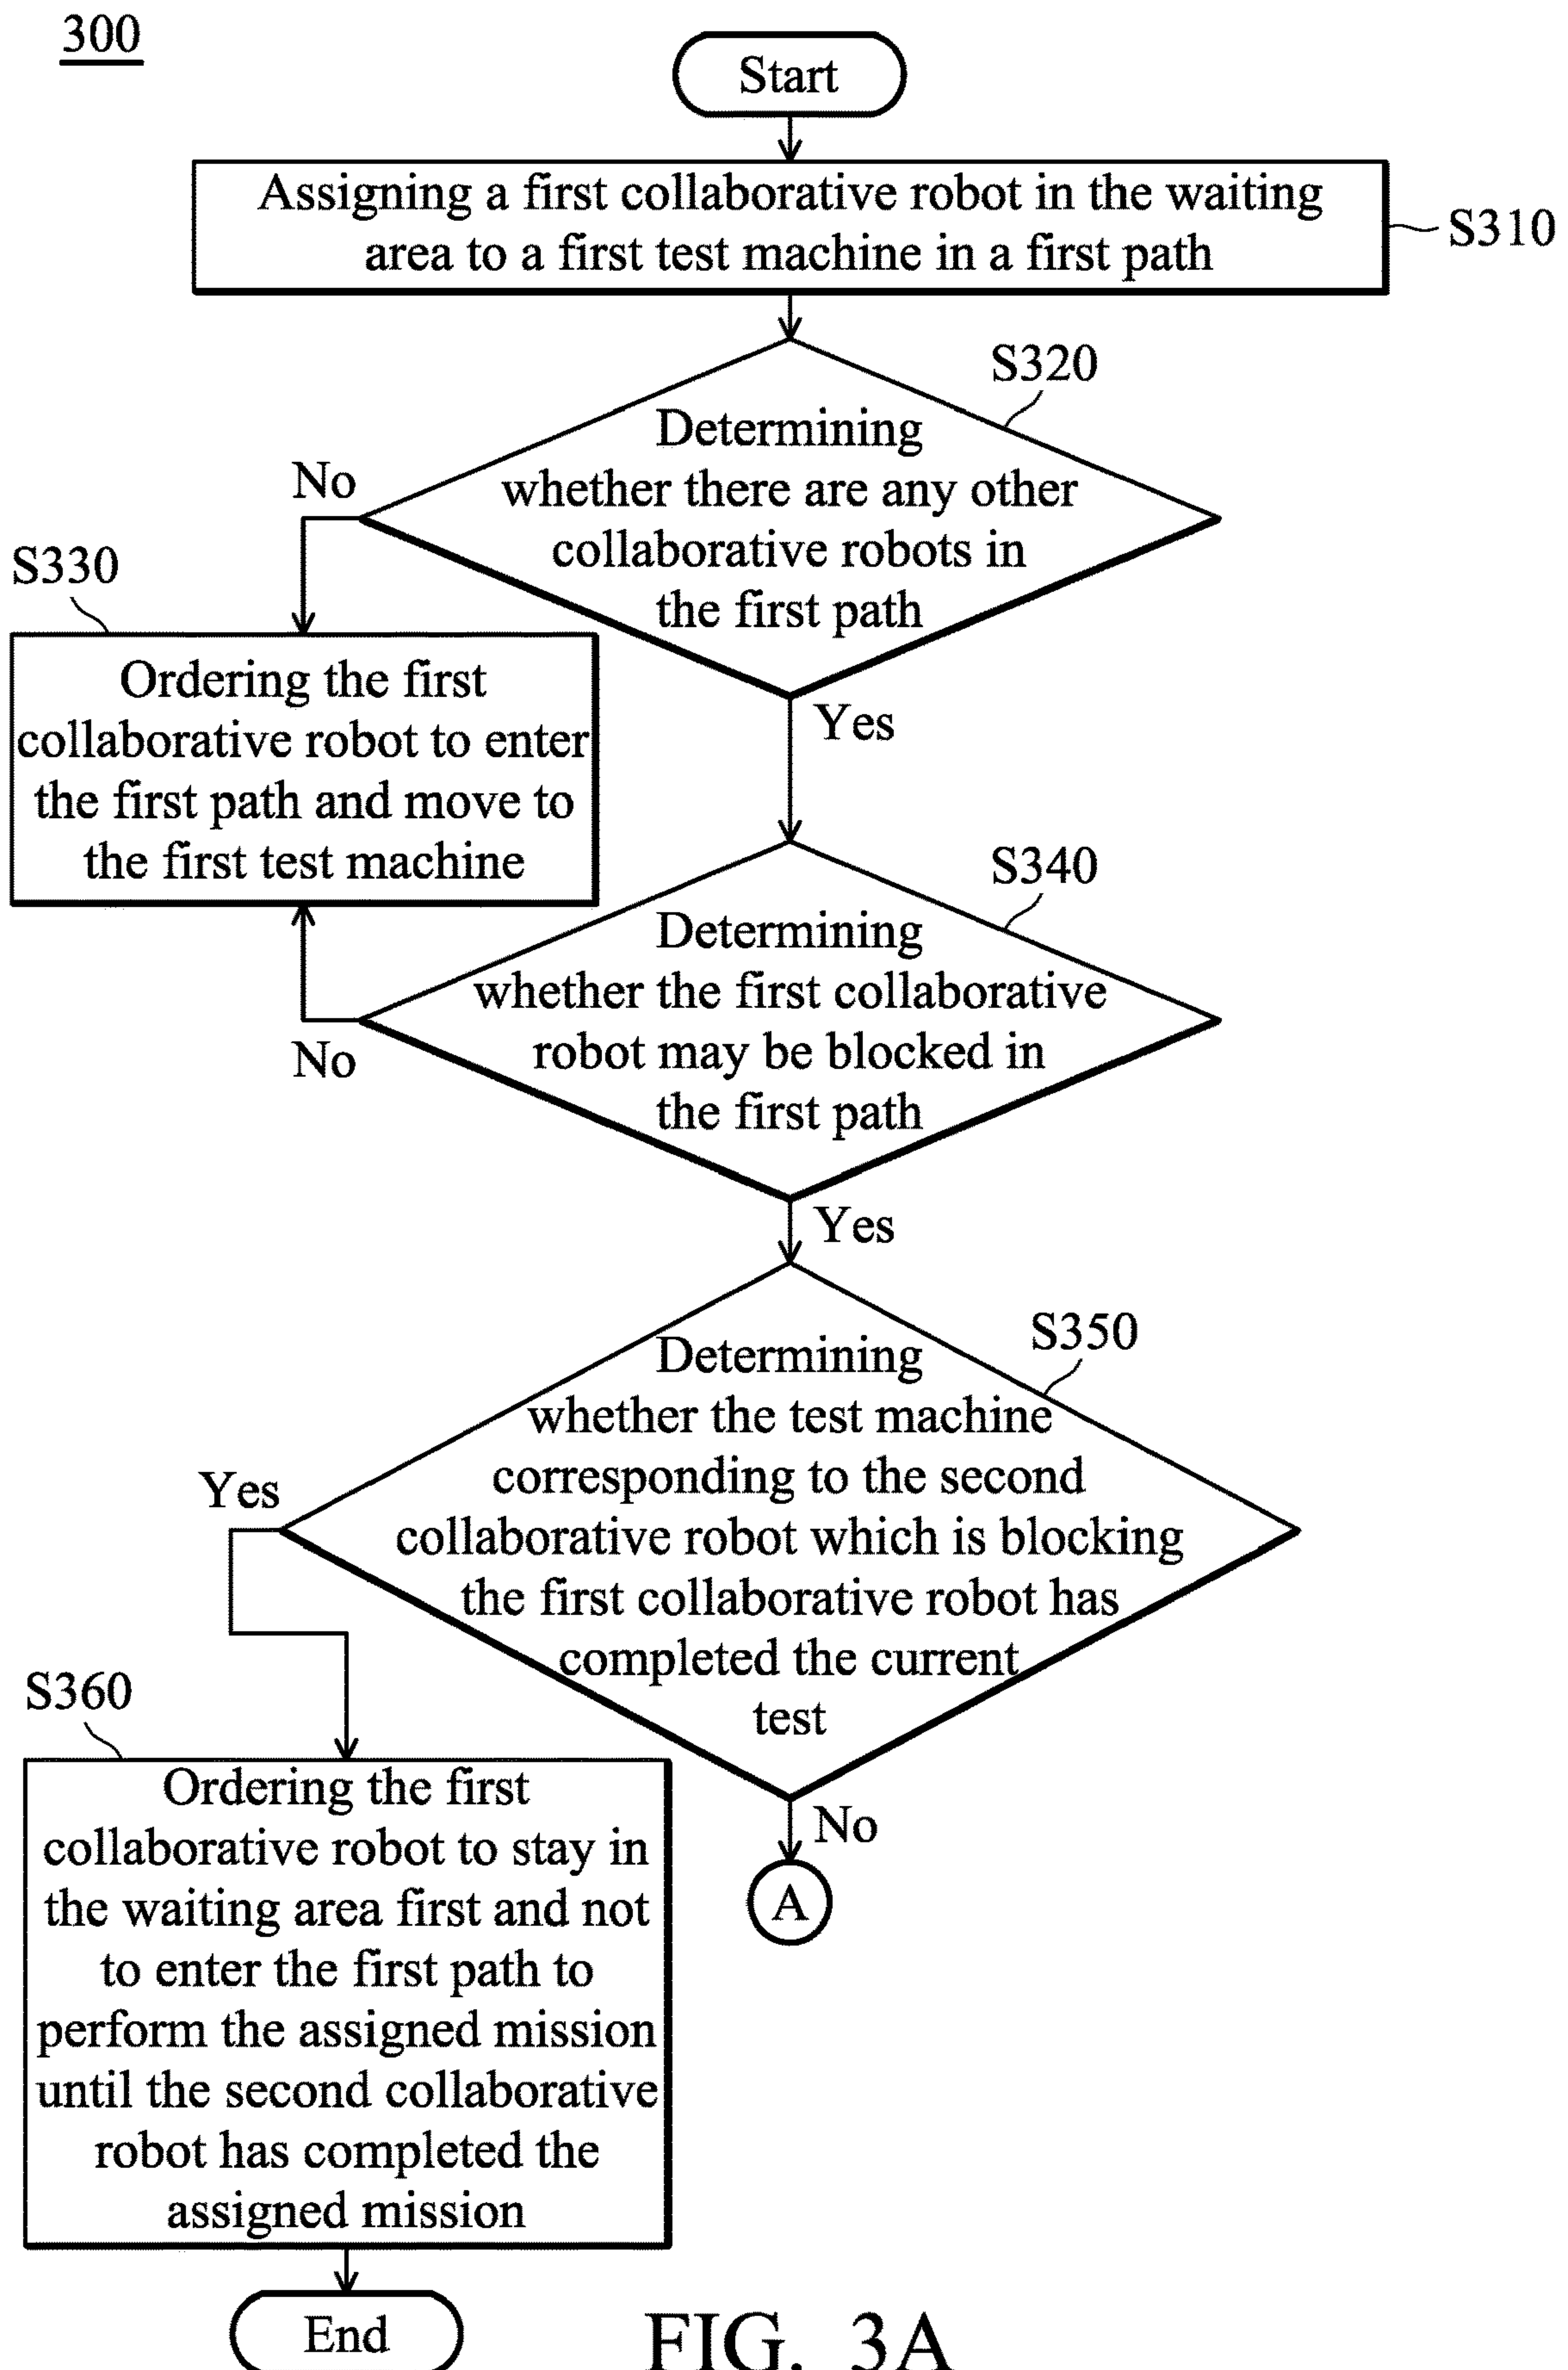 300
Start
Assigning a first collaborative robot in the waiting
area to a first test machine in a first path
S310
S320
Determining
whether there are any other
collaborative robots in
the first path
No
Yes
S330
Ordering the first
collaborative robot to enter
the first path and move to
the first test machine
S340
Determining
whether the first collaborative
robot may be blocked in
the first path
No
Yes
S350
Determining
whether the test machine
corresponding to the second
collaborative robot which is blocking
the first collaborative robot has
completed the current
test
Yes
No
A
S360
Ordering the first
collaborative robot to stay in
the waiting area first and not
to enter the first path to
perform the assigned mission
until the second collaborative
robot has completed the
assigned mission
End
FIG. 3A